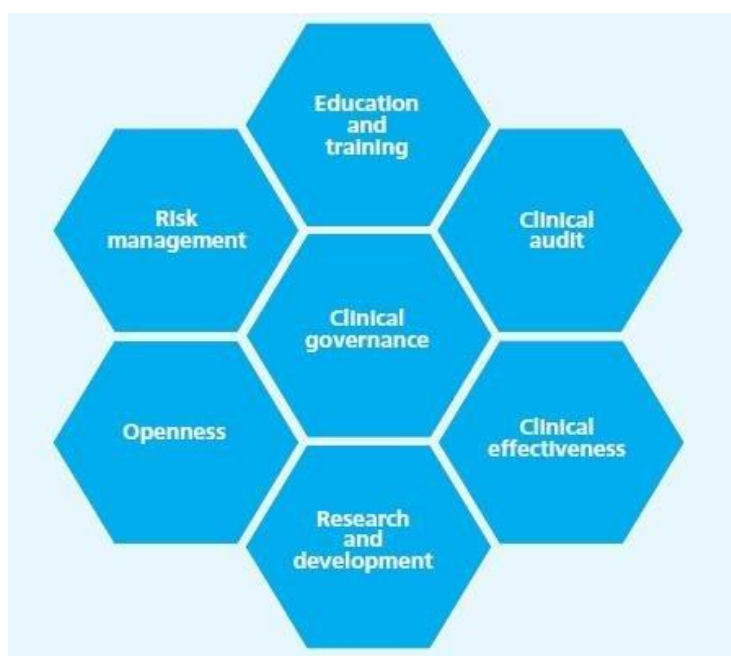 Education
and
training
Risk
management
Clinical
audit
Clinical
governance
Openness
Clinical
effectiveness
Research
and
development